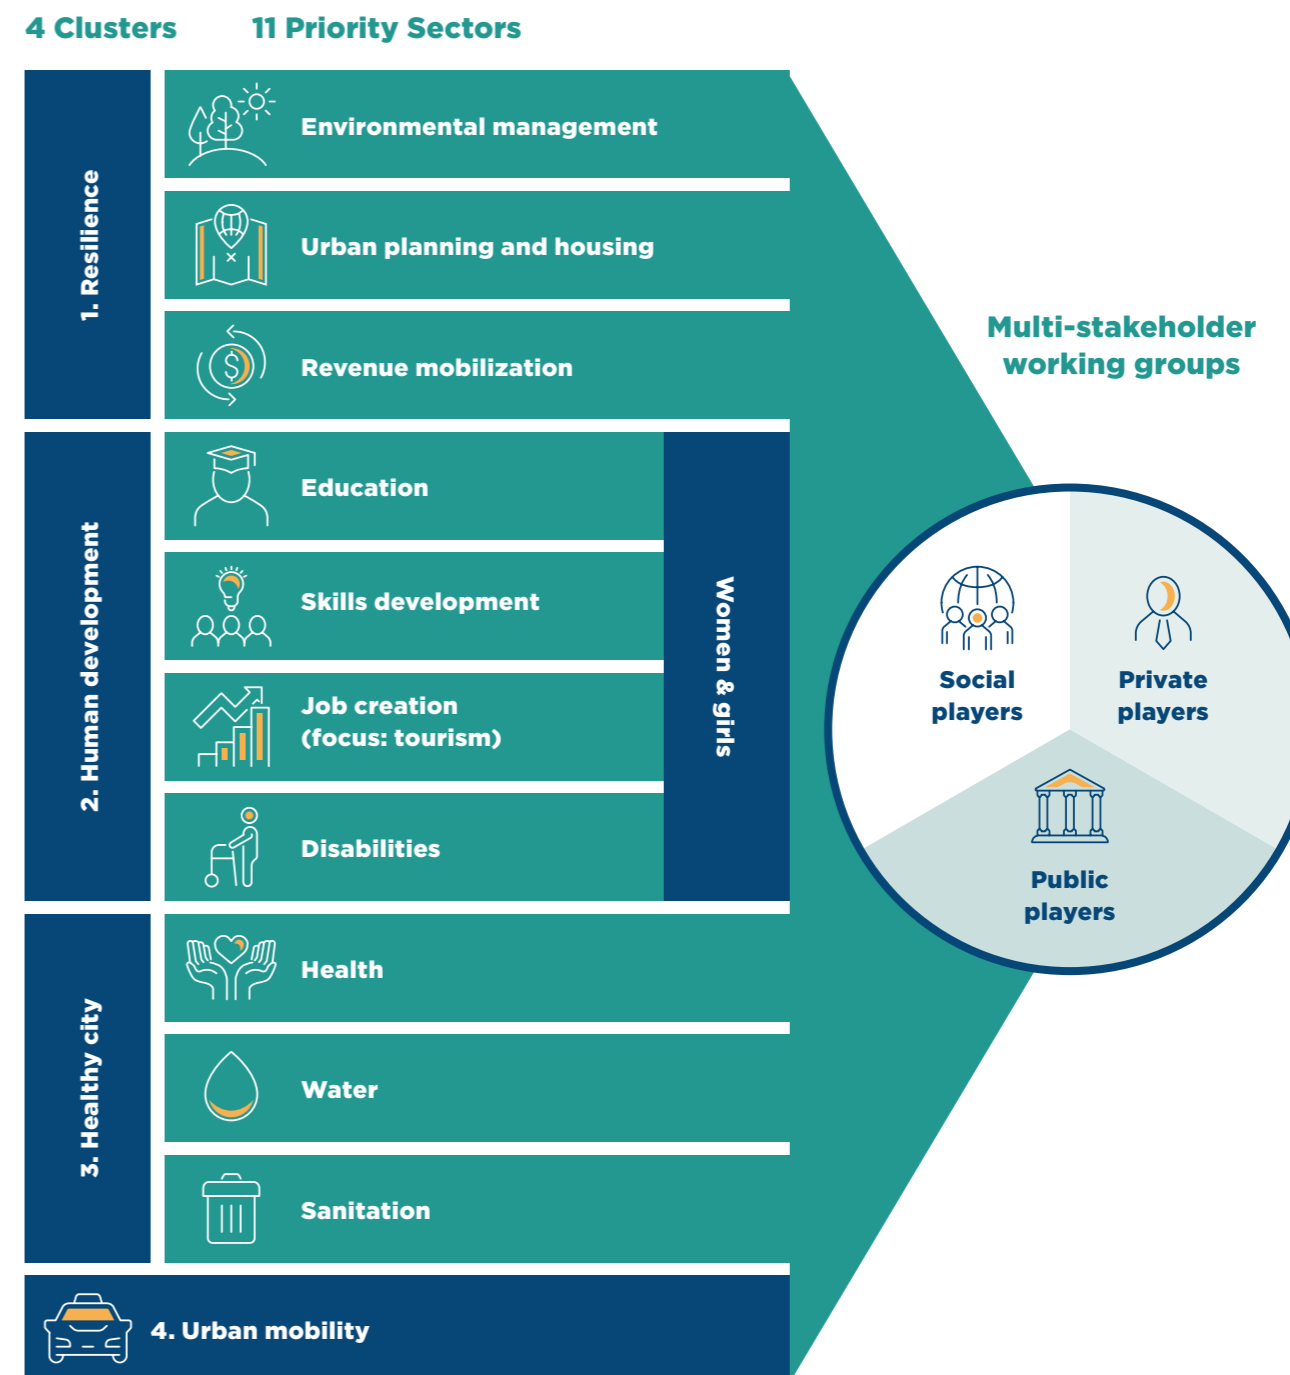 4 Clusters
11 Priority Sectors
1. Resilience
Environmental management
Urban planning and housing
Revenue mobilization
2. Human development
Education
Skills development
Job creation
(focus: tourism)
Disabilities
Women & girls
3. Healthy city
Health
Water
Sanitation
4. Urban mobility
Multi-stakeholder
working groups
Social
players
Private
players
Public
players